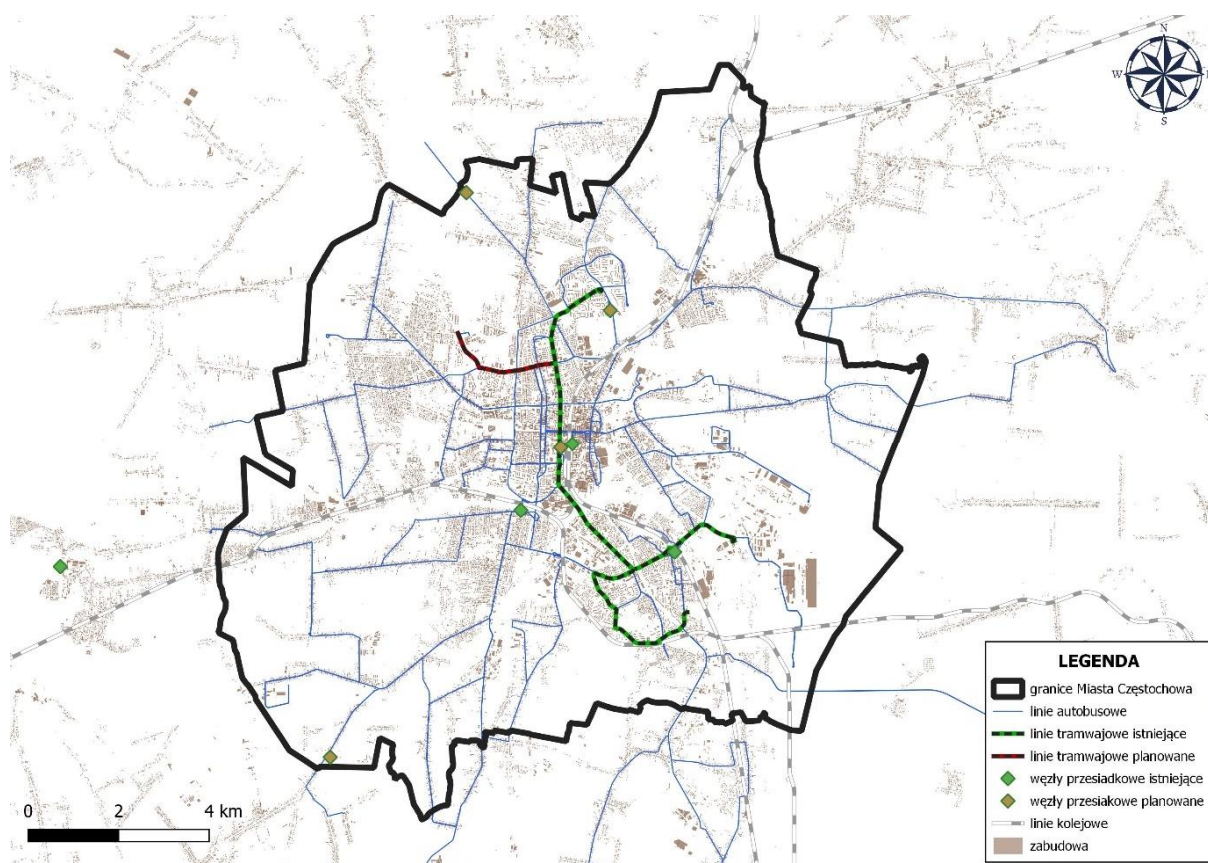 N
W
S
LEGENDA
granice Miasta Częstochowa
linie autobusowe
linie tramwajowe istniejące
linie tramwajowe planowane
węzły przesiadkowe istniejące
węzły przesiakowe planowane
linie kolejowe
zabudowa
0 2 4 km